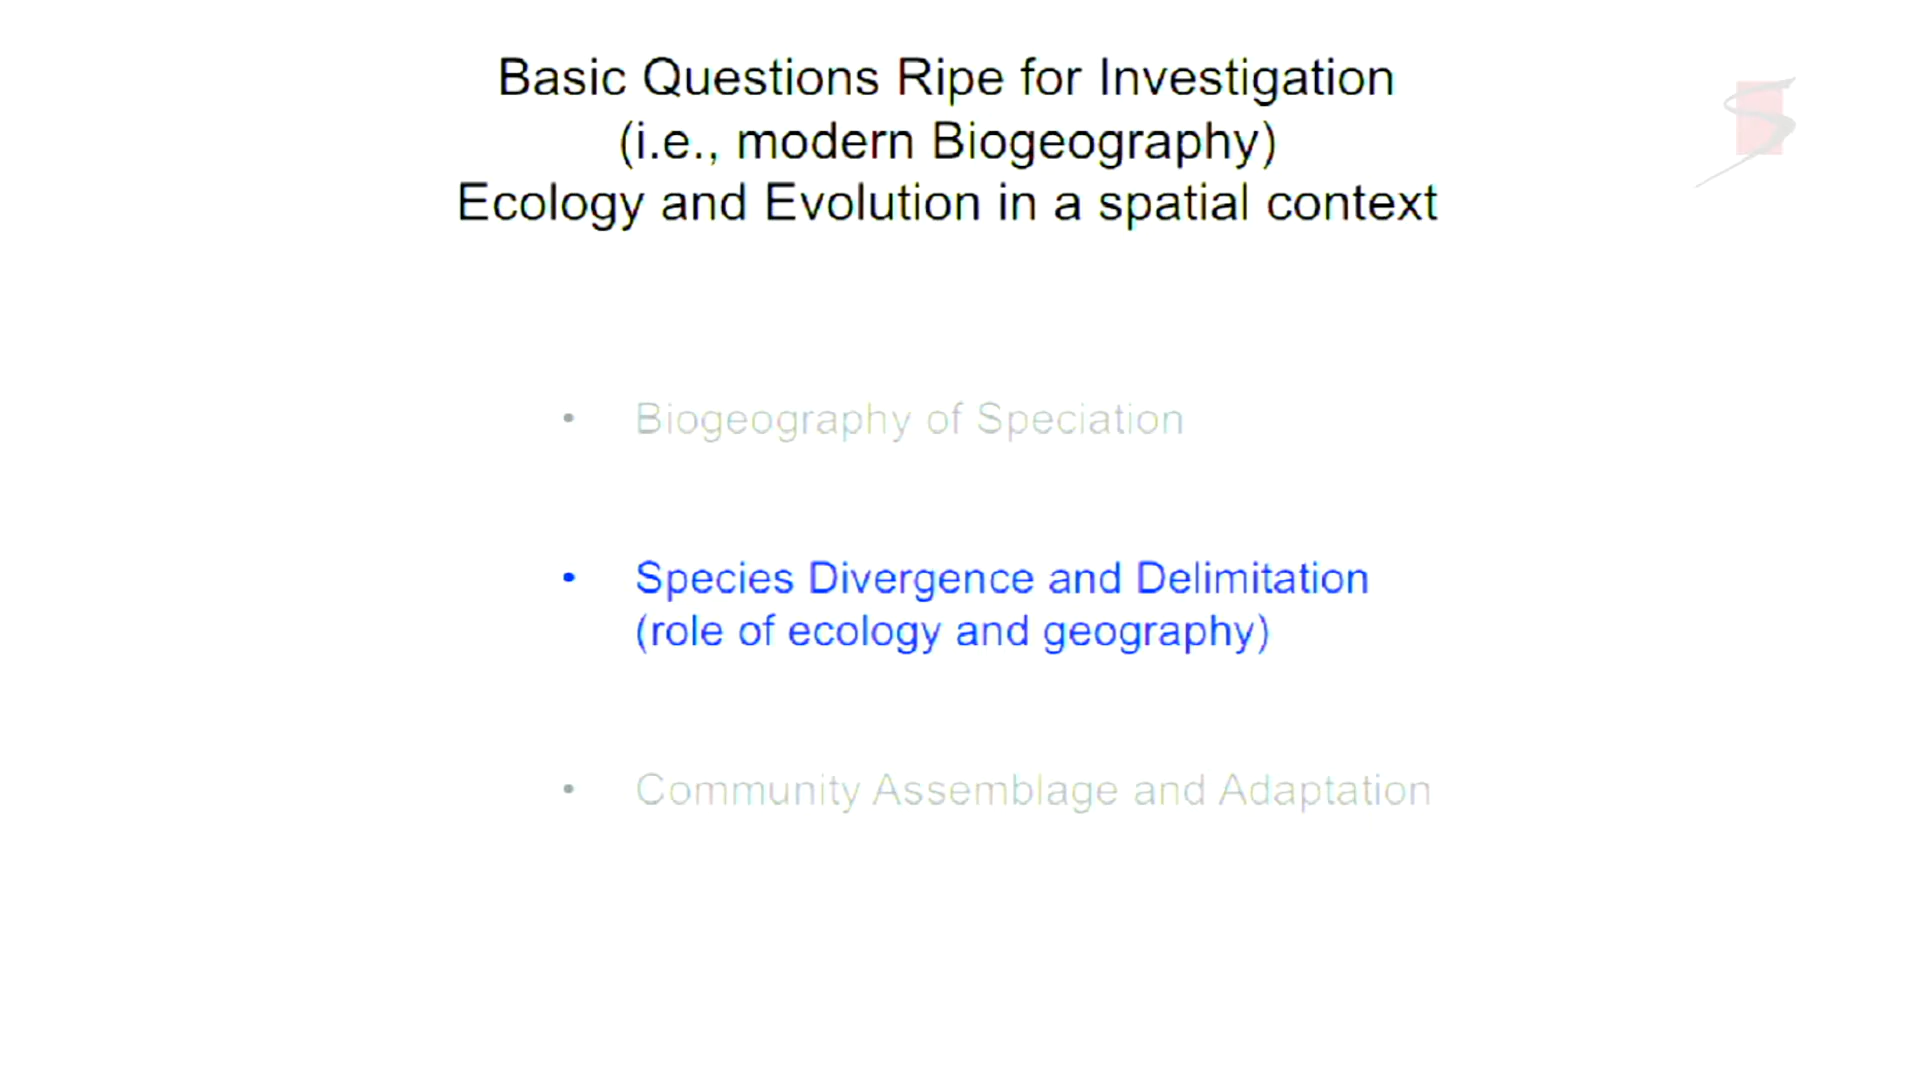 Basic Questions Ripe for Investigation
(i.e., modern Biogeography)
Ecology and Evolution in a spatial context
• Biogeography of Speciation
• Species Divergence and Delimitation
(role of ecology and geography)
• Community Assemblage and Adaptation